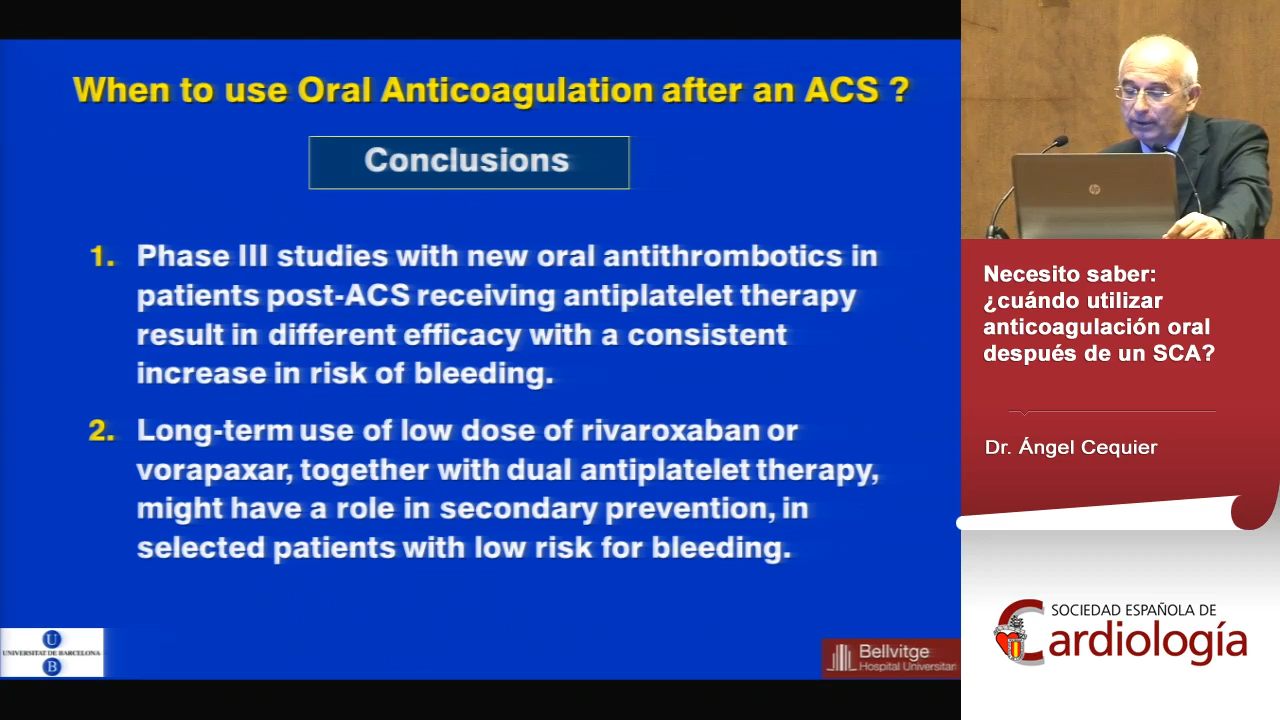 When to use Oral Anticoagulation after an ACS ?
Conclusions
1. Phase III studies with new oral antithrombotics in
patients post-ACS receiving antiplatelet therapy
result in different efficacy with a consistent
increase in risk of bleeding.
2. Long-term use of low dose of rivaroxaban or
vorapaxar, together with dual antiplatelet therapy,
might have a role in secondary prevention, in
selected patients with low risk for bleeding.
U
UNIVERSITAT DE BARCELONA
B
Bellvitge
Hospital Universitari
hp
Necesito saber:
¿cuándo utilizar
anticoagulación oral
después de un SCA?
Dr. Ángel Cequier
SOCIEDAD ESPAÑOLA DE
Cardiología